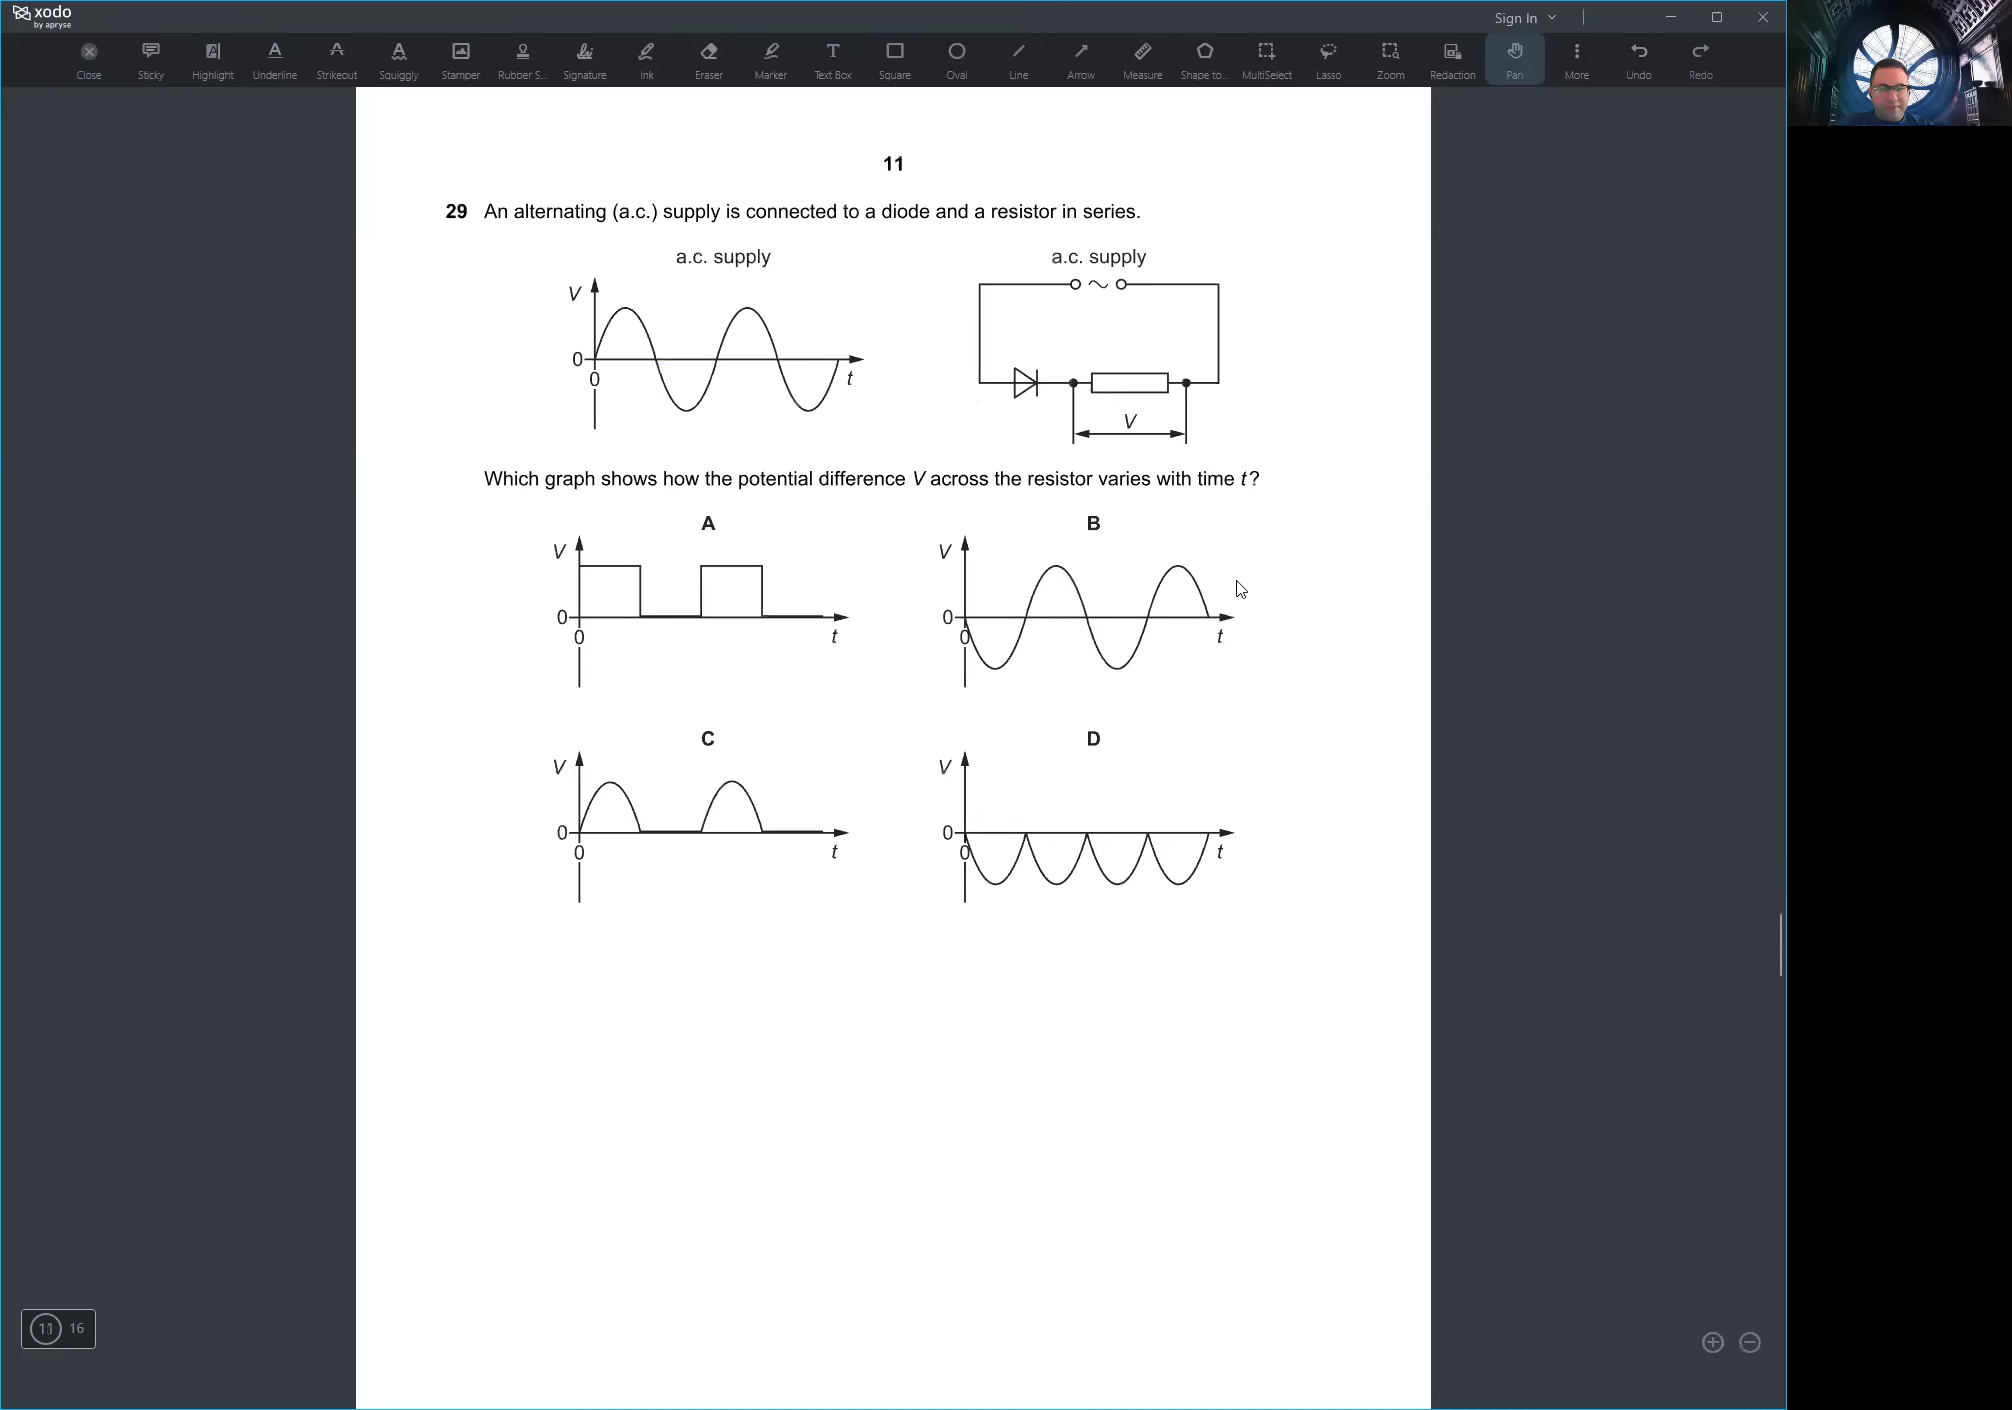 xodo
by apryse
Sign In
Close
Sticky
Highlight
Underline
Strikeout
Squiggly
Stamper
Rubber S...
Signature
Ink
Eraser
Marker
Text Box
Square
Oval
Line
Arrow
Measure
Shape to...
MultiSelect
Lasso
Zoom
Redaction
Pan
More
Undo
Redo
11
29 An alternating (a.c.) supply is connected to a diode and a resistor in series.
a.c. supply
V
0
0
t
a.c. supply
V
Which graph shows how the potential difference V across the resistor varies with time t?
A
V
0
0
t
B
V
0
0
t
C
V
0
0
t
D
V
0
0
t
11 16